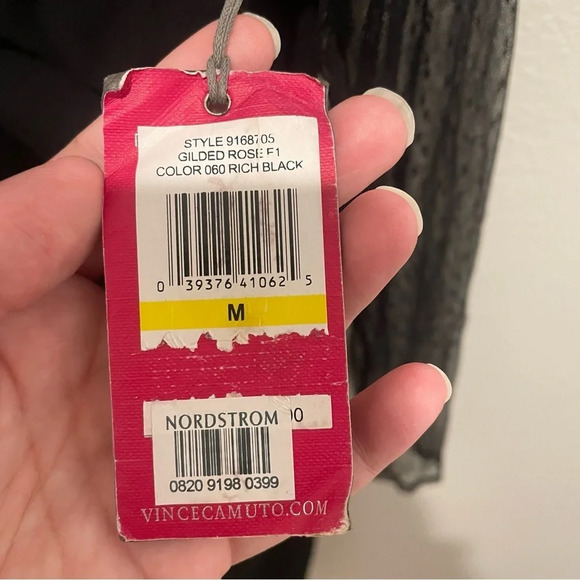 STYLE 9168705
GILDED ROSE F1
COLOR 060 RICH BLACK
0 39376 41062 5
M
00
NORDSTROM
0820 9198 0399
VINCECAMUTO.COM